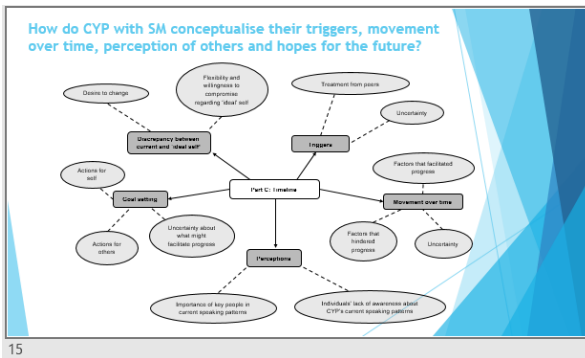 How do CYP with SM conceptualise their triggers, movement
over time, perception of others and hopes for the future?
Flexibility and
willingness to
compromise
regarding 'ideal' self
Desire to change
Treatment from peers
Uncertainty
Discrepancy between
current and 'ideal self'
Triggers
Factors that facilitated
progress
Actions for
self
Part C: Timeline
Goal setting
Movement over time
Uncertainty about
what might
facilitate progress
Factors that
hindered
progress
Actions for
others
Uncertainty
Perceptions
Importance of key people in
current speaking patterns
Individuals' lack of awareness about
CYP's current speaking patterns
15